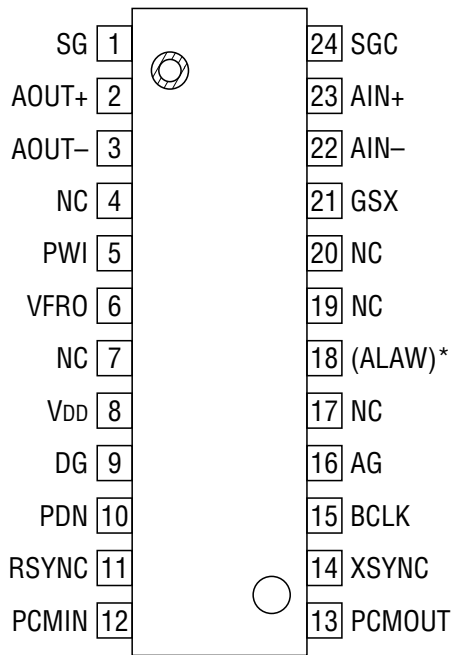 SG 1 24 SGC
AOUT+ 2 23 AIN+
AOUT– 3 22 AIN–
NC 4 21 GSX
PWI 5 20 NC
VFRO 6 19 NC
NC 7 18 (ALAW)*
VDD 8 17 NC
DG 9 16 AG
PDN 10 15 BCLK
RSYNC 11 14 XSYNC
PCMIN 12 13 PCMOUT